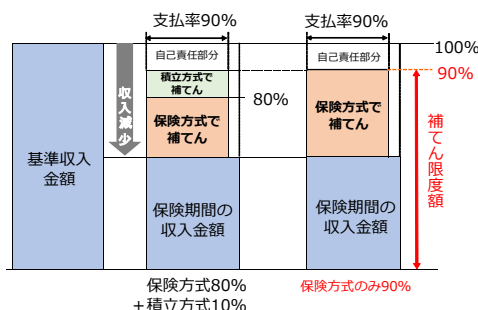 支払率90%
支払率90%
100%
自己責任部分
自己責任部分
90%
積立方式で
補てん
80%
収入減少
保険方式で
補てん
保険方式で
補てん
補てん限度額
基準収入
金額
保険期間の
収入金額
保険期間の
収入金額
保険方式80%
＋積立方式10%
保険方式のみ90%